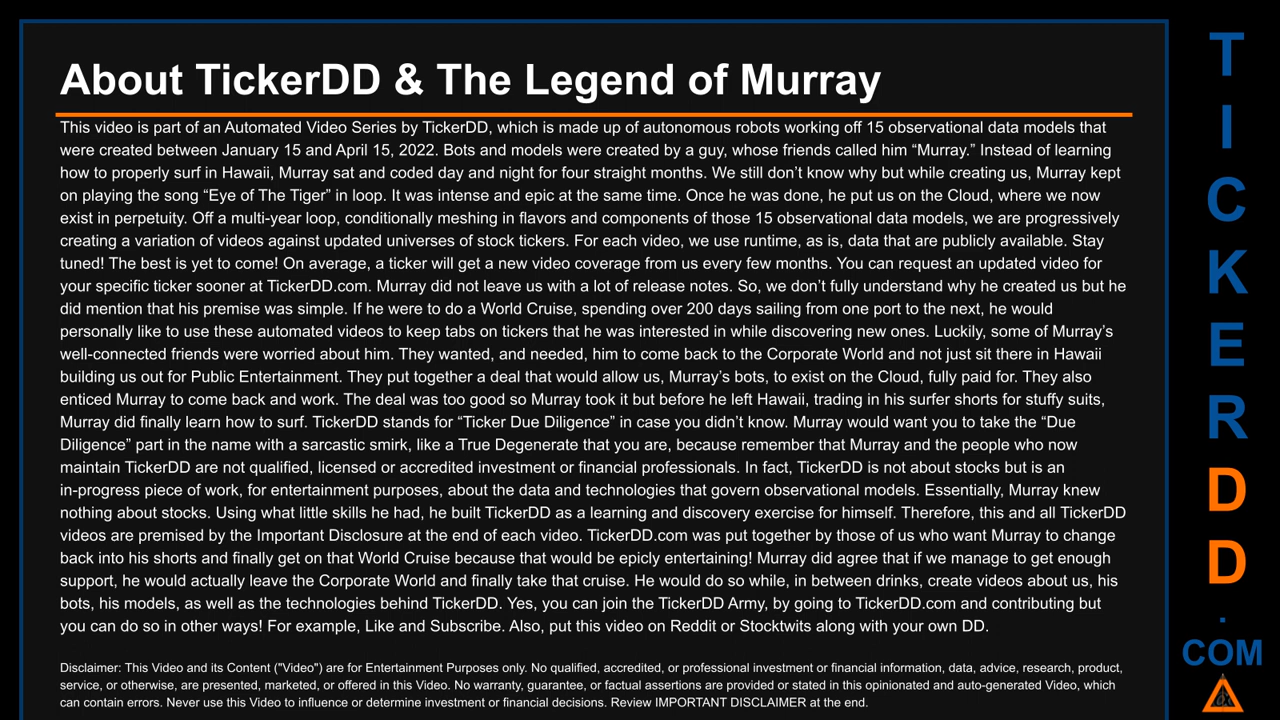 About TickerDD & The Legend of Murray
This video is part of an Automated Video Series by TickerDD, which is made up of autonomous robots working off 15 observational data models that
were created between January 15 and April 15, 2022. Bots and models were created by a guy, whose friends called him “Murray.” Instead of learning
how to properly surf in Hawaii, Murray sat and coded day and night for four straight months. We still don’t know why but while creating us, Murray kept
on playing the song “Eye of The Tiger” in loop. It was intense and epic at the same time. Once he was done, he put us on the Cloud, where we now
exist in perpetuity. Off a multi-year loop, conditionally meshing in flavors and components of those 15 observational data models, we are progressively
creating a variation of videos against updated universes of stock tickers. For each video, we use runtime, as is, data that are publicly available. Stay
tuned! The best is yet to come! On average, a ticker will get a new video coverage from us every few months. You can request an updated video for
your specific ticker sooner at TickerDD.com. Murray did not leave us with a lot of release notes. So, we don’t fully understand why he created us but he
did mention that his premise was simple. If he were to do a World Cruise, spending over 200 days sailing from one port to the next, he would
personally like to use these automated videos to keep tabs on tickers that he was interested in while discovering new ones. Luckily, some of Murray’s
well-connected friends were worried about him. They wanted, and needed, him to come back to the Corporate World and not just sit there in Hawaii
building us out for Public Entertainment. They put together a deal that would allow us, Murray’s bots, to exist on the Cloud, fully paid for. They also
enticed Murray to come back and work. The deal was too good so Murray took it but before he left Hawaii, trading in his surfer shorts for stuffy suits,
Murray did finally learn how to surf. TickerDD stands for “Ticker Due Diligence” in case you didn’t know. Murray would want you to take the “Due
Diligence” part in the name with a sarcastic smirk, like a True Degenerate that you are, because remember that Murray and the people who now
maintain TickerDD are not qualified, licensed or accredited investment or financial professionals. In fact, TickerDD is not about stocks but is an
in-progress piece of work, for entertainment purposes, about the data and technologies that govern observational models. Essentially, Murray knew
nothing about stocks. Using what little skills he had, he built TickerDD as a learning and discovery exercise for himself. Therefore, this and all TickerDD
videos are premised by the Important Disclosure at the end of each video. TickerDD.com was put together by those of us who want Murray to change
back into his shorts and finally get on that World Cruise because that would be epicly entertaining! Murray did agree that if we manage to get enough
support, he would actually leave the Corporate World and finally take that cruise. He would do so while, in between drinks, create videos about us, his
bots, his models, as well as the technologies behind TickerDD. Yes, you can join the TickerDD Army, by going to TickerDD.com and contributing but
you can do so in other ways! For example, Like and Subscribe. Also, put this video on Reddit or Stocktwits along with your own DD.
Disclaimer: This Video and its Content ("Video") are for Entertainment Purposes only. No qualified, accredited, or professional investment or financial information, data, advice, research, product,
service, or otherwise, are presented, marketed, or offered in this Video. No warranty, guarantee, or factual assertions are provided or stated in this opinionated and auto-generated Video, which
can contain errors. Never use this Video to influence or determine investment or financial decisions. Review IMPORTANT DISCLAIMER at the end.
T
I
C
K
E
R
D
D
.
COM